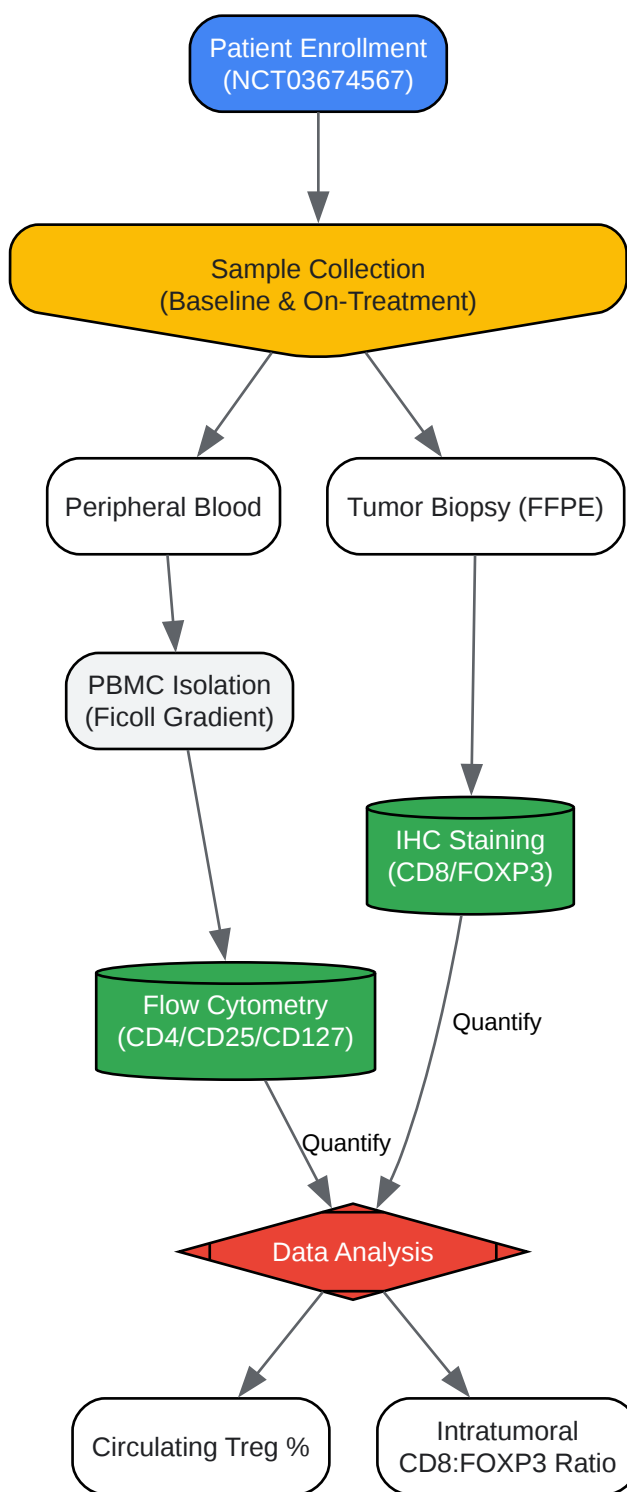 Patient Enrollment
(NCT03674567)
Sample Collection
(Baseline & On-Treatment)
Peripheral Blood
Tumor Biopsy (FFPE)
PBMC Isolation
(Ficoll Gradient)
IHC Staining
(CD8/FOXP3)
Flow Cytometry
(CD4/CD25/CD127)
Quantify
Quantify
Data Analysis
Circulating Treg %
Intratumoral
CD8:FOXP3 Ratio